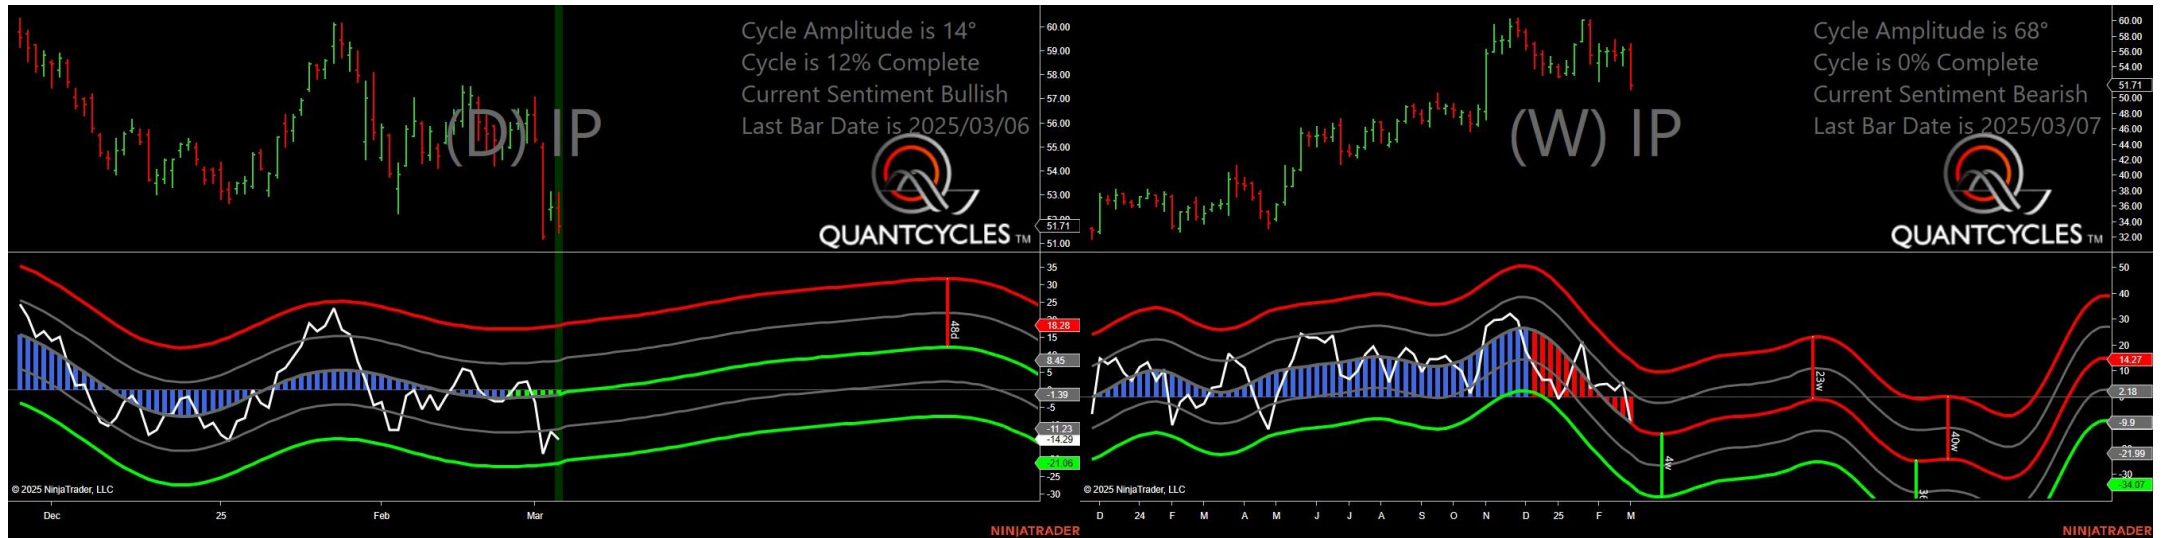 Cycle Amplitude is 14°
Cycle is 12% Complete
Current Sentiment Bullish
Last Bar Date is 2025/03/06
(D) IP
QUANTCYCLES TM
60.00
59.00
58.00
57.00
56.00
55.00
54.00
53.00
51.71
51.00
35
30
25
18.28
15
8.45
5
-1.39
-5
-11.23
-14.29
-21.06
-25
-30
48d
© 2025 NinjaTrader, LLC
Dec 25 Feb Mar
NINJATRADER
Cycle Amplitude is 68°
Cycle is 0% Complete
Current Sentiment Bearish
Last Bar Date is 2025/03/07
(W) IP
QUANTCYCLES TM
60.00
58.00
56.00
54.00
51.71
50.00
48.00
46.00
44.00
42.00
40.00
38.00
36.00
34.00
32.00
50
40
30
20
14.27
10
2.18
-9.9
-21.99
-30
-34.07
4w
23w
40w
© 2025 NinjaTrader, LLC
D 24 F M A M J J A S O N D 25 F M
NINJATRADER